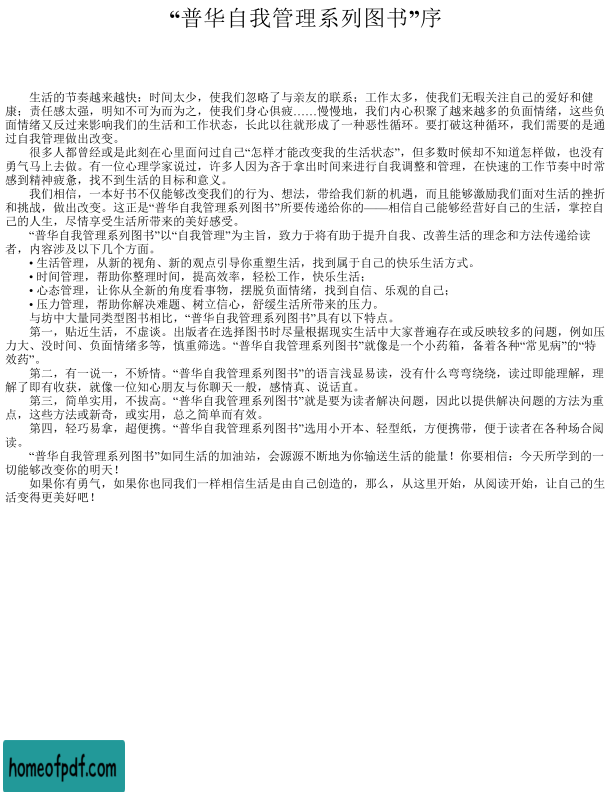 “普华自我管理系列图书”序
生活的节奏越来越快：时间太少，使我们忽略了与亲友的联系；工作太多，使我们无暇关注自己的爱好和健
康；责任感太强，明知不可为而为之，使我们身心俱疲……慢慢地，我们内心积聚了越来越多的负面情绪，这些负
面情绪又反过来影响我们的生活和工作状态，长此以往就形成了一种恶性循环。要打破这种循环，我们需要的是通
过自我管理做出改变。
很多人都曾经或是此刻在心里面问过自己“怎样才能改变我的生活状态”，但多数时候却不知道怎样做，也没有
勇气马上去做。有一位心理学家说过，许多人因为吝于拿出时间来进行自我调整和管理，在快速的工作节奏中时常
感到精神疲惫，找不到生活的目标和意义。
我们相信，一本好书不仅能够改变我们的行为、想法，带给我们新的机遇，而且能够激励我们面对生活的挫折
和挑战，做出改变。这正是“普华自我管理系列图书”所要传递给你的——相信自己能够经营好自己的生活，掌控自
己的人生，尽情享受生活所带来的美好感受。
“普华自我管理系列图书”以“自我管理”为主旨，致力于将有助于提升自我、改善生活的理念和方法传递给读
者，内容涉及以下几个方面。
• 生活管理，从新的视角、新的观点引导你重塑生活，找到属于自己的快乐生活方式。
• 时间管理，帮助你整理时间，提高效率，轻松工作，快乐生活；
• 心态管理，让你从全新的角度看事物，摆脱负面情绪，找到自信、乐观的自己；
• 压力管理，帮助你解决难题、树立信心，舒缓生活所带来的压力。
与坊中大量同类型图书相比，“普华自我管理系列图书”具有以下特点。
第一，贴近生活，不虚谈。出版者在选择图书时尽量根据现实生活中大家普遍存在或反映较多的问题，例如压
力大、没时间、负面情绪多等，慎重筛选。“普华自我管理系列图书”就像是一个小药箱，备着各种“常见病”的“特
效药”。
第二，有一说一，不矫情。“普华自我管理系列图书”的语言浅显易读，没有什么弯弯绕绕，读过即能理解，理
解了即有收获，就像一位知心朋友与你聊天一般，感情真、说话直。
第三，简单实用，不拔高。“普华自我管理系列图书”就是要为读者解决问题，因此以提供解决问题的方法为重
点，这些方法或新奇，或实用，总之简单而有效。
第四，轻巧易拿，超便携。“普华自我管理系列图书”选用小开本、轻型纸，方便携带，便于读者在各种场合阅
读。
“普华自我管理系列图书”如同生活的加油站，会源源不断地为你输送生活的能量！你要相信：今天所学到的一
切能够改变你的明天！
如果你有勇气，如果你也同我们一样相信生活是由自己创造的，那么，从这里开始，从阅读开始，让自己的生
活变得更美好吧！
homeofpdf.com